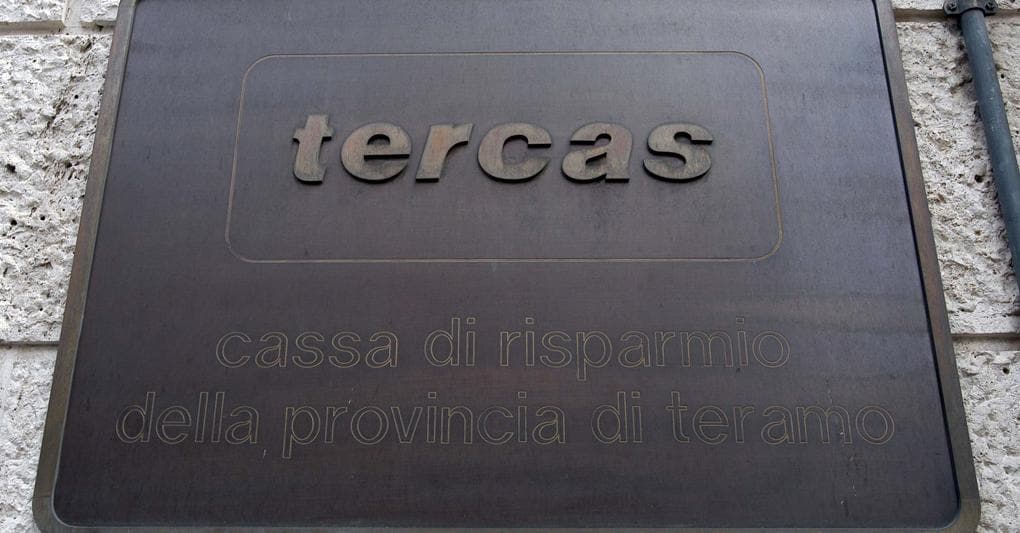 tercas
cassa di risparmio
della provincia di teramo